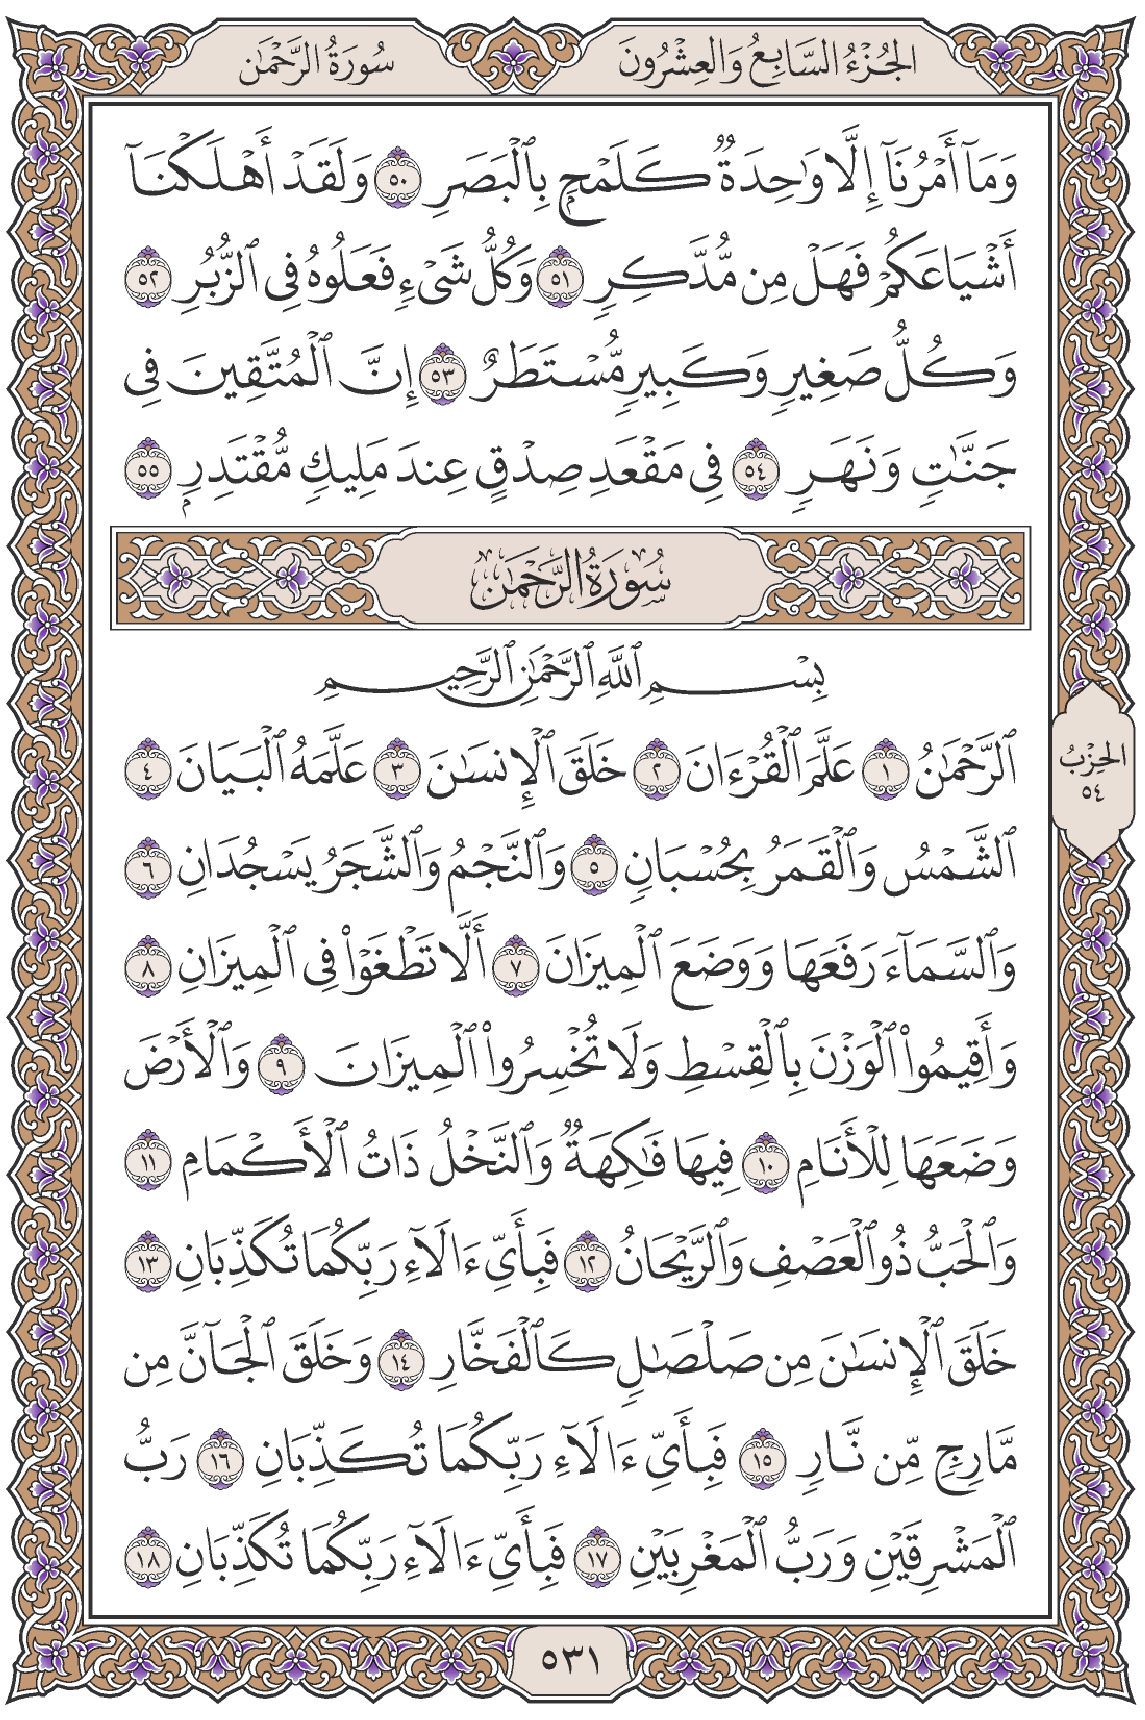 الجُزْءُ السَّابِعُ وَالعِشْرُونَ
سُورَةُ الرَّحْمَٰن
وَمَآ أَمْرُنَآ إِلَّا وَٰحِدَةٌ كَلَمْحٍۭ بِٱلْبَصَرِ ٥٠ وَلَقَدْ أَهْلَكْنَآ
أَشْيَاعَكُمْ فَهَلْ مِن مُّدَّكِرٍ ٥١ وَكُلُّ شَىْءٍ فَعَلُوهُ فِى ٱلزُّبُرِ ٥٢
وَكُلُّ صَغِيرٍ وَكَبِيرٍ مُّسْتَطَرٌ ٥٣ إِنَّ ٱلْمُتَّقِينَ فِى
جَنَّٰتٍ وَنَهَرٍ ٥٤ فِى مَقْعَدِ صِدْقٍ عِندَ مَلِيكٍ مُّقْتَدِرٍۭ ٥٥
سُورَةُ الرَّحْمَٰن
بِسْمِ ٱللَّهِ ٱلرَّحْمَٰنِ ٱلرَّحِيمِ
ٱلرَّحْمَٰنُ ١ عَلَّمَ ٱلْقُرْءَانَ ٢ خَلَقَ ٱلْإِنسَٰنَ ٣ عَلَّمَهُ ٱلْبَيَانَ ٤
ٱلشَّمْسُ وَٱلْقَمَرُ بِحُسْبَانٍ ٥ وَٱلنَّجْمُ وَٱلشَّجَرُ يَسْجُدَانِ ٦
وَٱلسَّمَآءَ رَفَعَهَا وَوَضَعَ ٱلْمِيزَانَ ٧ أَلَّا تَطْغَوْا۟ فِى ٱلْمِيزَانِ ٨
وَأَقِيمُوا۟ ٱلْوَزْنَ بِٱلْقِسْطِ وَلَا تُخْسِرُوا۟ ٱلْمِيزَانَ ٩ وَٱلْأَرْضَ
وَضَعَهَا لِلْأَنَامِ ١٠ فِيهَا فَٰكِهَةٌ وَٱلنَّخْلُ ذَاتُ ٱلْأَكْمَامِ ١١
وَٱلْحَبُّ ذُو ٱلْعَصْفِ وَٱلرَّيْحَانُ ١٢ فَبِأَىِّ ءَالَآءِ رَبِّكُمَا تُكَذِّبَانِ ١٣
خَلَقَ ٱلْإِنسَٰنَ مِن صَلْصَٰلٍ كَٱلْفَخَّارِ ١٤ وَخَلَقَ ٱلْجَآنَّ مِن
مَّارِجٍ مِّن نَّارٍ ١٥ فَبِأَىِّ ءَالَآءِ رَبِّكُمَا تُكَذِّبَانِ ١٦ رَبُّ
ٱلْمَشْرِقَيْنِ وَرَبُّ ٱلْمَغْرِبَيْنِ ١٧ فَبِأَىِّ ءَالَآءِ رَبِّكُمَا تُكَذِّبَانِ ١٨
الحِزْبُ
٥٤
٥٣١